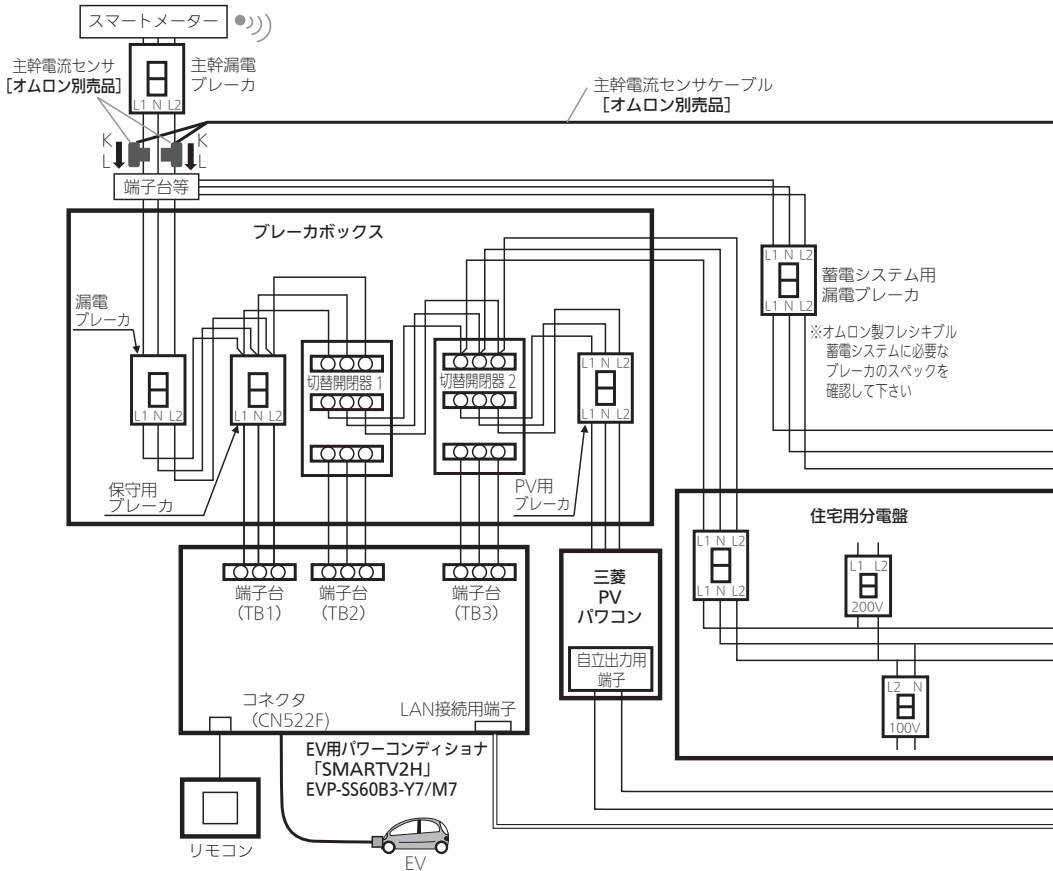 スマートメーター
主幹電流センサ
[オムロン別売品]
主幹漏電
ブレーカ
L1 N L2
主幹電流センサケーブル
[オムロン別売品]
K
L
K
L
端子台等
ブレーカボックス
漏電
ブレーカ
L1 N L2
L1 N L2
保守用
ブレーカ
切替開閉器 1
切替開閉器 2
L1 N L2
L1 N L2
PV用
ブレーカ
L1 N L2
L1 N L2
蓄電システム用
漏電ブレーカ
※オムロン製フレシキブル
蓄電システムに必要な
ブレーカのスペックを
確認して下さい
住宅用分電盤
L1 N L2
L1 N L2
L1 L2
200V
L2 N
100V
端子台
(TB1)
端子台
(TB2)
端子台
(TB3)
三菱
PV
パワコン
自立出力用
端子
コネクタ
(CN522F)
LAN接続用端子
EV用パワーコンディショナ
「SMARTV2H」
EVP-SS60B3-Y7/M7
リモコン
EV